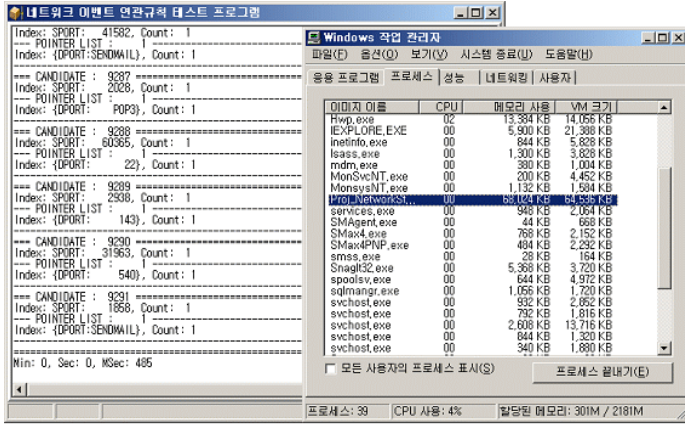 네트워크 이벤트 연관규칙 테스트 프로그램
Index: SPORT: 41582, Count: 1
--- POINTER LIST : 1
Index: {DPORT:SENDMAIL}, Count: 1
=== CANDIDATE : 9287
Index: SPORT: 2028, Count: 1
--- POINTER LIST : 1
Index: {DPORT: POP3}, Count: 1
=== CANDIDATE : 9288
Index: SPORT: 60365, Count: 1
--- POINTER LIST : 1
Index: {DPORT: 22}, Count: 1
=== CANDIDATE : 9289
Index: SPORT: 2938, Count: 1
--- POINTER LIST : 1
Index: {DPORT: 143}, Count: 1
=== CANDIDATE : 9290
Index: SPORT: 31963, Count: 1
--- POINTER LIST : 1
Index: {DPORT: 540}, Count: 1
=== CANDIDATE : 9291
Index: SPORT: 1858, Count: 1
--- POINTER LIST : 1
Index: {DPORT:SENDMAIL}, Count: 1
Min: 0, Sec: 0, MSec: 485
Windows 작업 관리자
파일(F) 옵션(O) 보기(V) 시스템 종료(U) 도움말(H)
응용 프로그램 프로세스 성능 네트워킹 사용자
이미지 이름 CPU 메모리 사용 VM 크기
Hwp.exe 02 13,384 KB 14,056 KB
IEXPLORE.EXE 00 5,900 KB 21,388 KB
inetinfo.exe 00 844 KB 5,828 KB
lsass.exe 00 1,300 KB 3,828 KB
mdm.exe 00 380 KB 1,004 KB
MonSvcNT.exe 00 200 KB 4,452 KB
MonsysNT.exe 00 1,132 KB 1,584 KB
Proj_NetworkSt... 00 68,024 KB 64,536 KB
services.exe 00 948 KB 2,064 KB
SMAgent.exe 00 44 KB 668 KB
SMax4.exe 00 768 KB 2,152 KB
SMax4PNP.exe 00 484 KB 2,292 KB
smss.exe 00 28 KB 164 KB
SnagIt32.exe 00 5,368 KB 3,720 KB
spoolsv.exe 00 644 KB 4,972 KB
sqlmangr.exe 00 1,056 KB 1,720 KB
svchost.exe 00 932 KB 2,852 KB
svchost.exe 00 792 KB 1,816 KB
svchost.exe 00 2,608 KB 13,716 KB
svchost.exe 00 844 KB 1,320 KB
svchost.exe 00 340 KB 1,880 KB
모든 사용자의 프로세스 표시(S)
프로세스 끝내기(E)
프로세스: 39 CPU 사용: 4% 할당된 메모리: 301M / 2181M